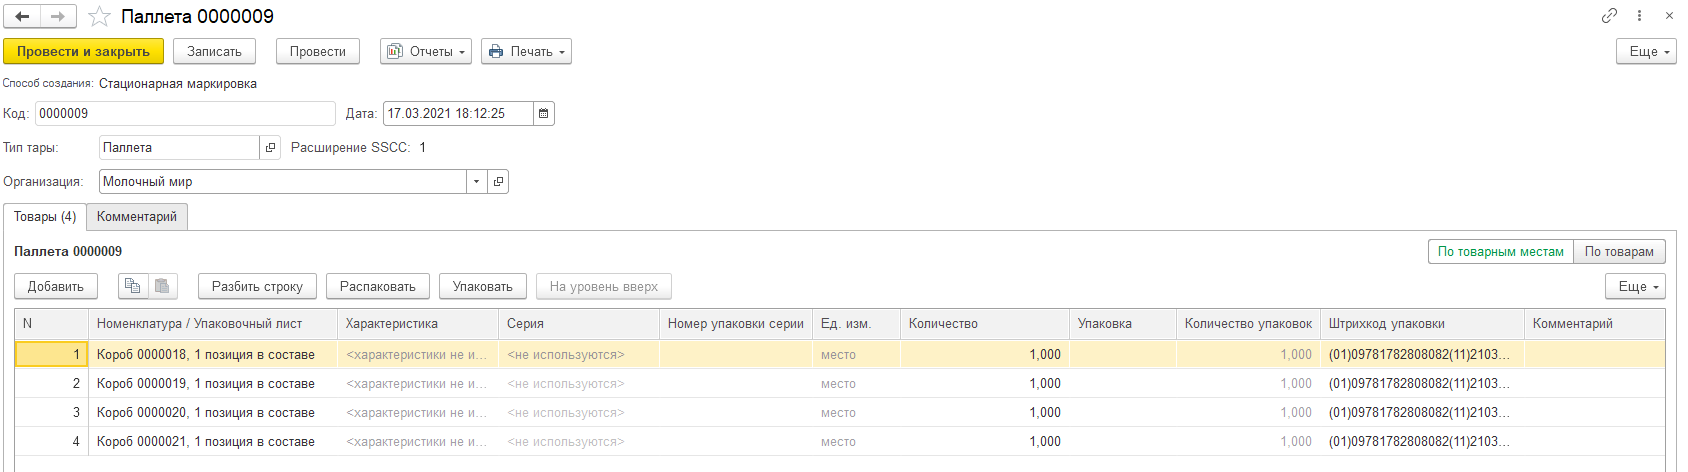 Паллета 0000009
Провести и закрыть Записать Провести Отчеты Печать Еще
Способ создания: Стационарная маркировка
Код: 0000009 Дата: 17.03.2021 18:12:25
Тип тары: Паллета Расширение SSCC: 1
Организация: Молочный мир
Товары (4) Комментарий
Паллета 0000009 По товарным местам По товарам
Добавить Разбить строку Распаковать Упаковать На уровень вверх Еще
N Номенклатура / Упаковочный лист Характеристика Серия Номер упаковки серии Ед. изм. Количество Упаковка Количество упаковок Штрихкод упаковки Комментарий
1 Короб 0000018, 1 позиция в составе <характеристики не и... <не используются> место 1,000 1,000 (01)09781782808082(11)2103...
2 Короб 0000019, 1 позиция в составе <характеристики не и... <не используются> место 1,000 1,000 (01)09781782808082(11)2103...
3 Короб 0000020, 1 позиция в составе <характеристики не и... <не используются> место 1,000 1,000 (01)09781782808082(11)2103...
4 Короб 0000021, 1 позиция в составе <характеристики не и... <не используются> место 1,000 1,000 (01)09781782808082(11)2103...